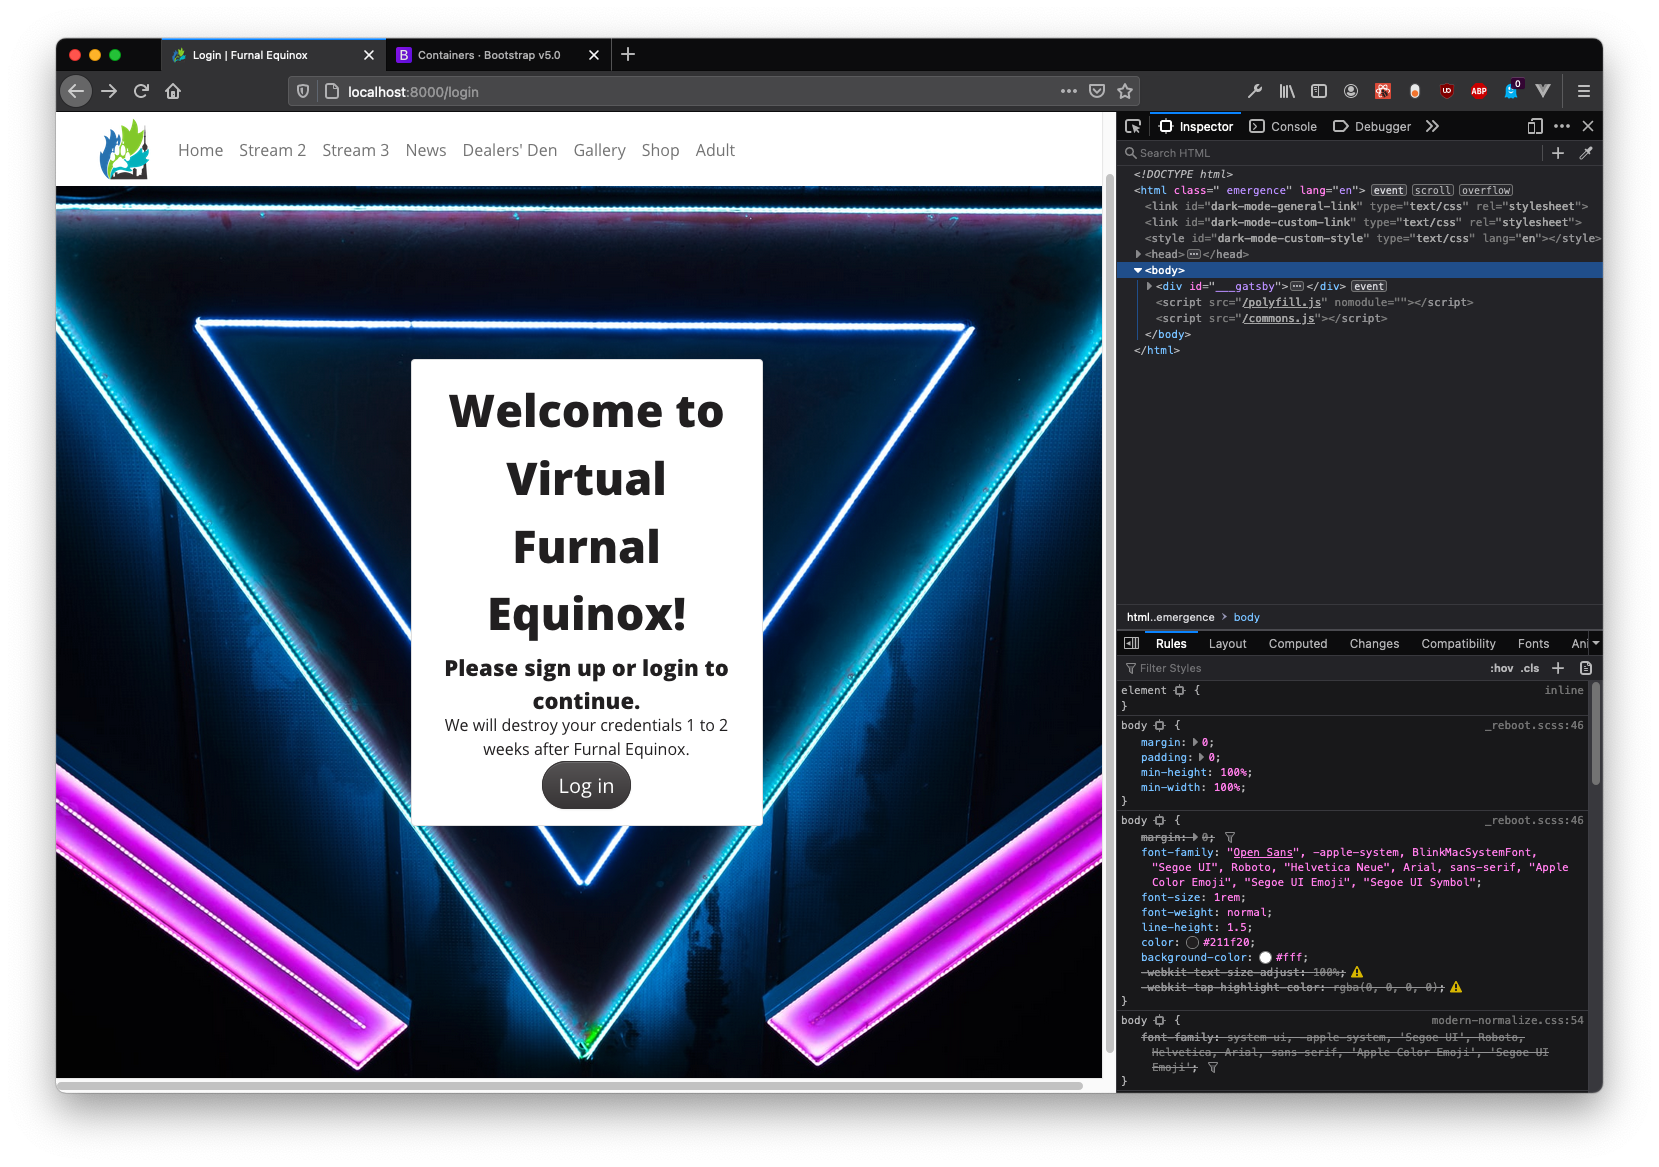 Login | Furnal Equinox
Containers · Bootstrap v5.0
localhost:8000/login
UO
ABP
0
Home Stream 2 Stream 3 News Dealers' Den Gallery Shop Adult
Welcome to
Virtual
Furnal
Equinox!
Please sign up or login to
continue.
We will destroy your credentials 1 to 2
weeks after Furnal Equinox.
Log in
Inspector Console Debugger
Search HTML
<!DOCTYPE html>
<html class=" emergence" lang="en"> event scroll overflow
<link id="dark-mode-general-link" type="text/css" rel="stylesheet">
<link id="dark-mode-custom-link" type="text/css" rel="stylesheet">
<style id="dark-mode-custom-style" type="text/css" lang="en"></style>
<head></head>
<body>
<div id="___gatsby"></div> event
<script src="/polyfill.js" nomodule=""></script>
<script src="/commons.js"></script>
</body>
</html>
html..emergence > body
Rules Layout Computed Changes Compatibility Fonts Ani
Filter Styles :hov .cls
element { inline
}
body { _reboot.scss:46
margin: 0;
padding: 0;
min-height: 100%;
min-width: 100%;
}
body { _reboot.scss:46
margin: 0;
font-family: "Open Sans", -apple-system, BlinkMacSystemFont,
"Segoe UI", Roboto, "Helvetica Neue", Arial, sans-serif, "Apple
Color Emoji", "Segoe UI Emoji", "Segoe UI Symbol";
font-size: 1rem;
font-weight: normal;
line-height: 1.5;
color: #211f20;
background-color: #fff;
-webkit-text-size-adjust: 100%;
-webkit-tap-highlight-color: rgba(0, 0, 0, 0);
}
body { modern-normalize.css:54
font-family: system-ui, -apple-system, 'Segoe UI', Roboto,
Helvetica, Arial, sans-serif, 'Apple Color Emoji', 'Segoe UI
Emoji';
}